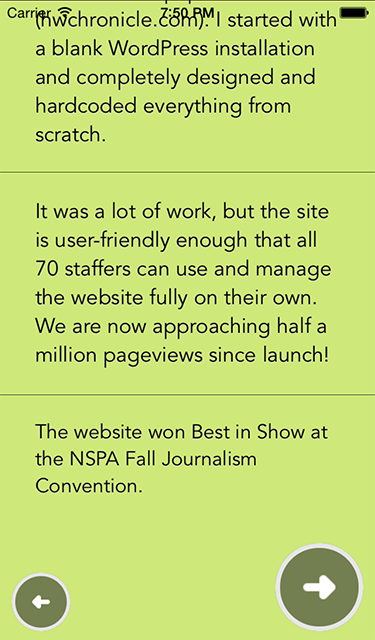 Carrier 7:50 PM
(hwchronicle.com). I started with
a blank WordPress installation
and completely designed and
hardcoded everything from
scratch.
It was a lot of work, but the site
is user-friendly enough that all
70 staffers can use and manage
the website fully on their own.
We are now approaching half a
million pageviews since launch!
The website won Best in Show at
the NSPA Fall Journalism
Convention.